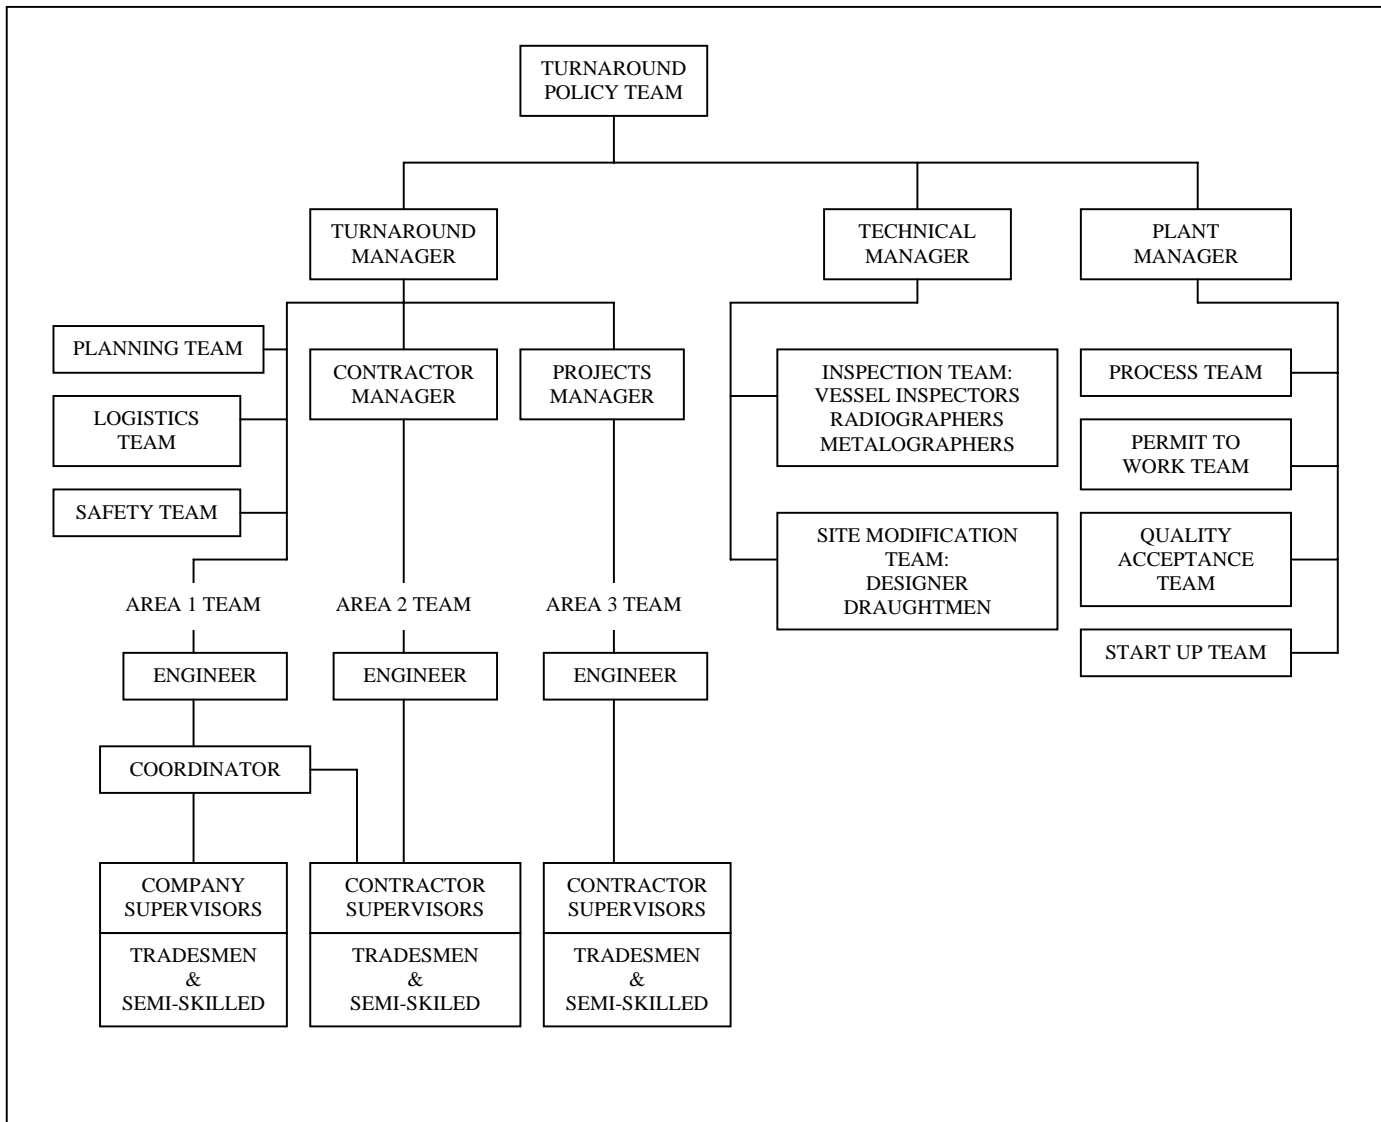 TURNAROUND
POLICY TEAM
TURNAROUND
MANAGER
TECHNICAL
MANAGER
PLANT
MANAGER
PLANNING TEAM
LOGISTICS
TEAM
SAFETY TEAM
CONTRACTOR
MANAGER
PROJECTS
MANAGER
INSPECTION TEAM:
VESSEL INSPECTORS
RADIOGRAPHERS
METALOGRAPHERS
SITE MODIFICATION
TEAM:
DESIGNER
DRAUGHTMEN
PROCESS TEAM
PERMIT TO
WORK TEAM
QUALITY
ACCEPTANCE
TEAM
START UP TEAM
AREA 1 TEAM
AREA 2 TEAM
AREA 3 TEAM
ENGINEER
ENGINEER
ENGINEER
COORDINATOR
COMPANY
SUPERVISORS
TRADESMEN
&
SEMI-SKILLED
CONTRACTOR
SUPERVISORS
TRADESMEN
&
SEMI-SKILED
CONTRACTOR
SUPERVISORS
TRADESMEN
&
SEMI-SKILLED